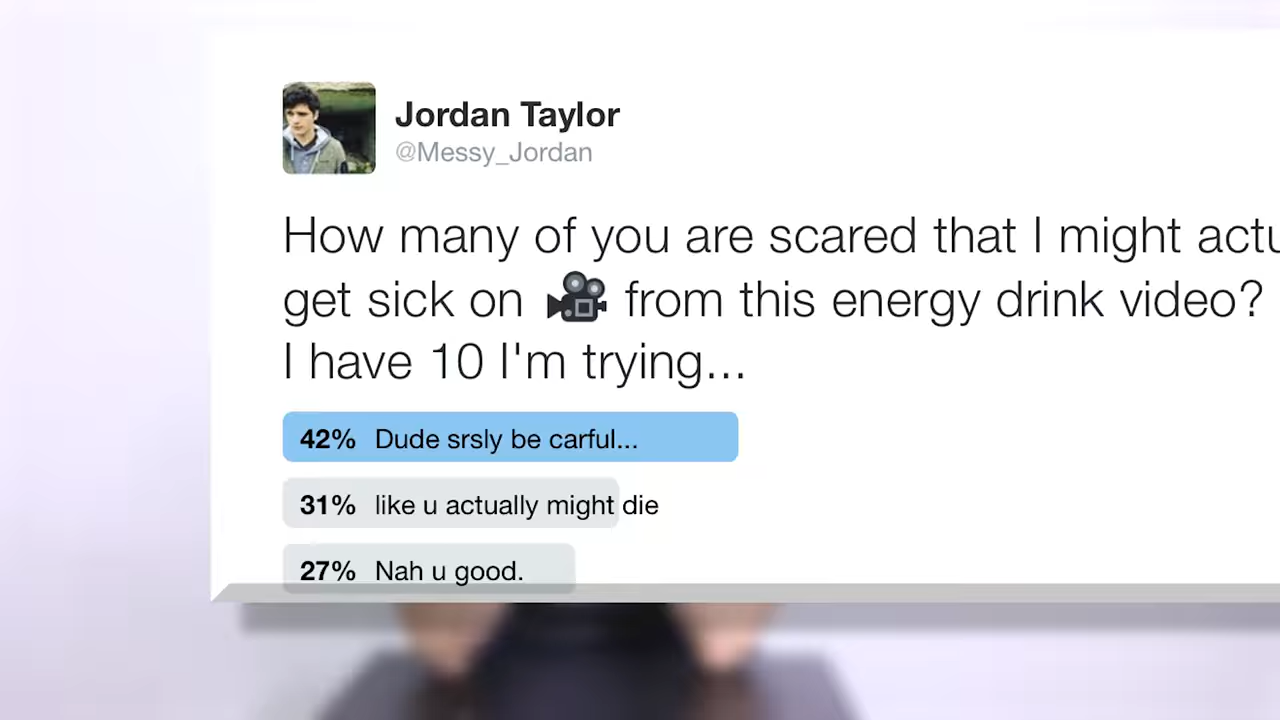 Jordan Taylor
@Messy_Jordan
How many of you are scared that I might
get sick on 🎥 from this energy drink video?
I have 10 I'm trying...
42% Dude srsly be carful...
31% like u actually might die
27% Nah u good.